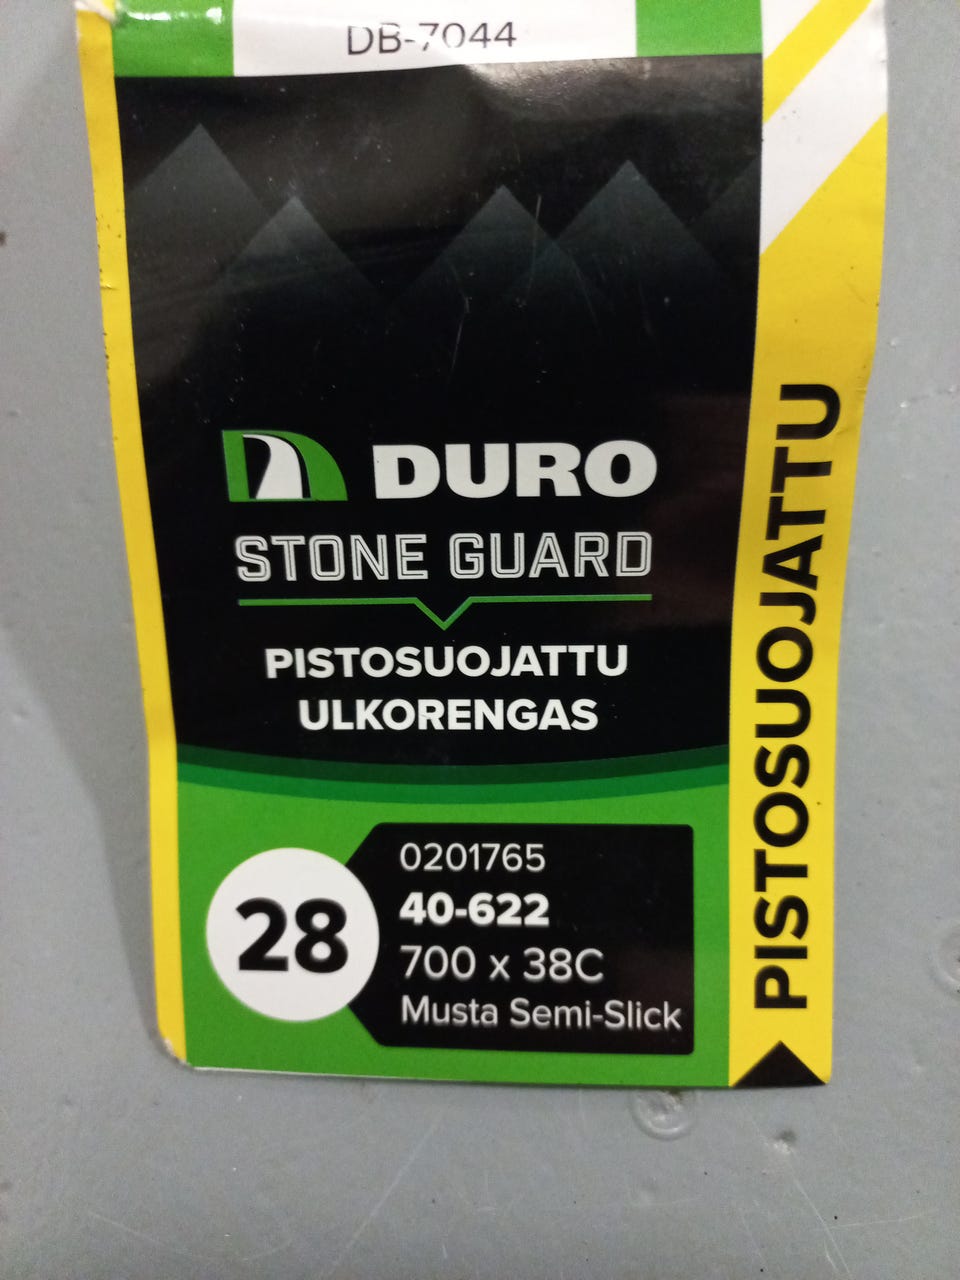 DB-7044
DURO
STONE GUARD
PISTOSUOJATTU
ULKORENGAS
28
0201765
40-622
700 x 38C
Musta Semi-Slick
PISTOSUOJATTU